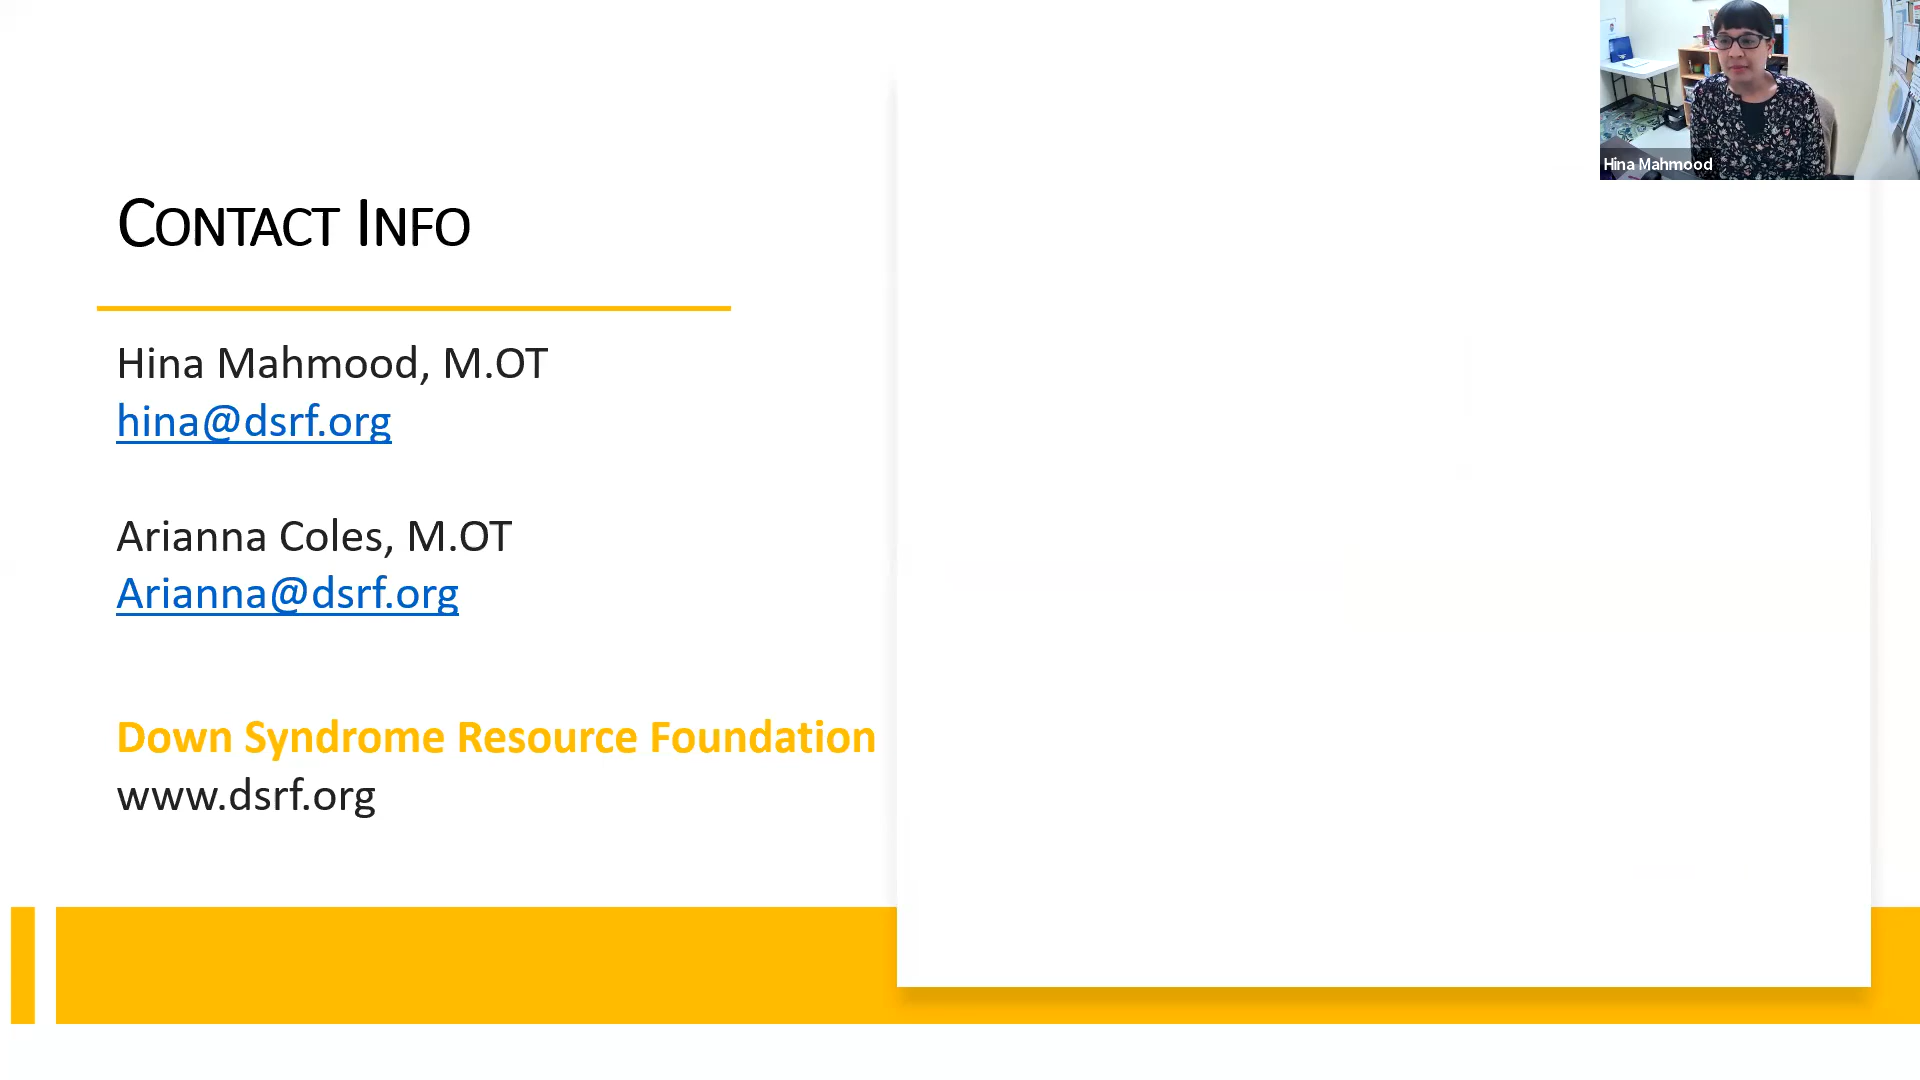 Hina Mahmood
CONTACT INFO
Hina Mahmood, M.OT
hina@dsrf.org
Arianna Coles, M.OT
Arianna@dsrf.org
Down Syndrome Resource Foundation
www.dsrf.org